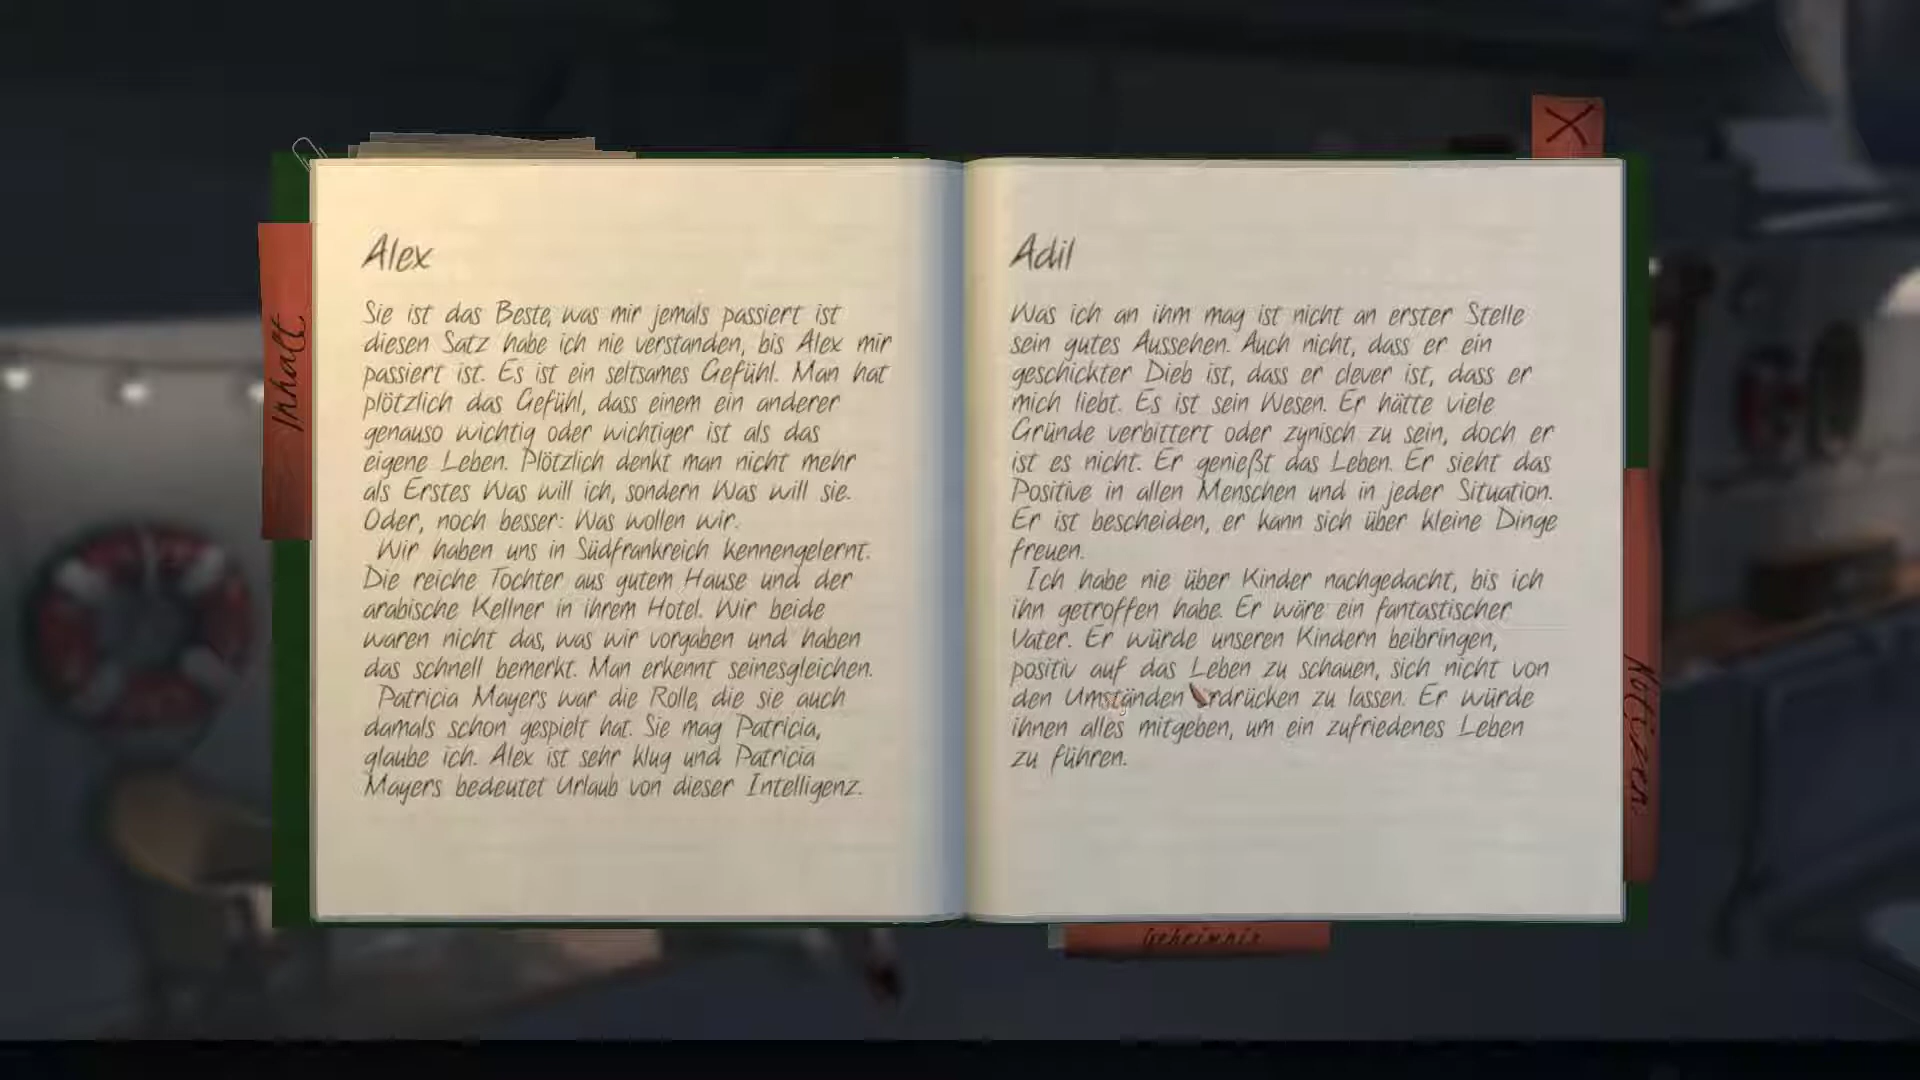 Alex
Sie ist das Beste, was mir jemals passiert ist
diesen Satz habe ich nie verstanden, bis Alex mir
passiert ist. Es ist ein seltsames Gefühl. Man hat
plötzlich das Gefühl, dass einem ein anderer
genauso wichtig oder wichtiger ist als das
eigene Leben. Plötzlich denkt man nicht mehr
als Erstes Was will ich, sondern Was will sie.
Oder, noch besser: Was wollen wir.
Wir haben uns in Südfrankreich kennengelernt.
Die reiche Tochter aus gutem Hause und der
arabische Kellner in ihrem Hotel. Wir beide
waren nicht das, was wir vorgaben und haben
das schnell bemerkt. Man erkennt seinesgleichen.
Patricia Mayers war die Rolle, die sie auch
damals schon gespielt hat. Sie mag Patricia,
glaube ich. Alex ist sehr klug und Patricia
Mayers bedeutet Urlaub von dieser Intelligenz.
Adil
Was ich an ihm mag ist nicht an erster Stelle
sein gutes Aussehen. Auch nicht, dass er ein
geschickter Dieb ist, dass er clever ist, dass er
mich liebt. Es ist sein Wesen. Er hätte viele
Gründe verbittert oder zynisch zu sein, doch er
ist es nicht. Er genießt das Leben. Er sieht das
Positive in allen Menschen und in jeder Situation.
Er ist bescheiden, er kann sich über kleine Dinge
freuen.
Ich habe nie über Kinder nachgedacht, bis ich
ihn getroffen habe. Er wäre ein fantastischer
Vater. Er würde unseren Kindern beibringen,
positiv auf das Leben zu schauen, sich nicht von
den Umständen rdrücken zu lassen. Er würde
ihnen alles mitgeben, um ein zufriedenes Leben
zu führen.
Inhalt
Notizen
Geheimnis
X